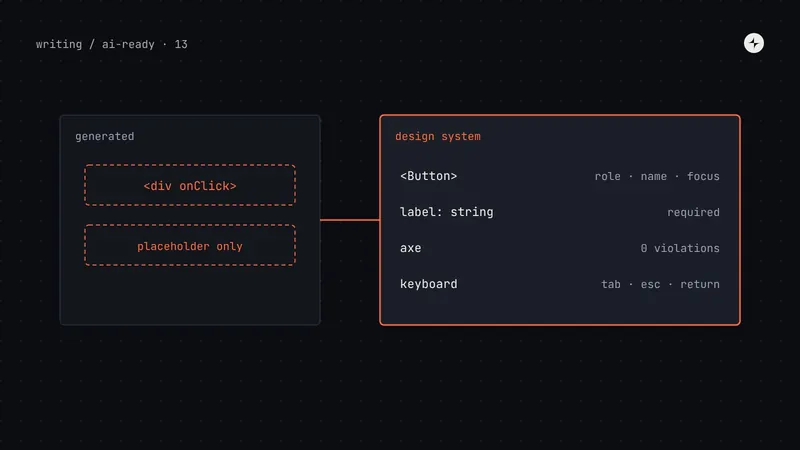 writing / ai-ready · 13
generated
<div onClick>
placeholder only
design system
<Button> role · name · focus
label: string required
axe 0 violations
keyboard tab · esc · return